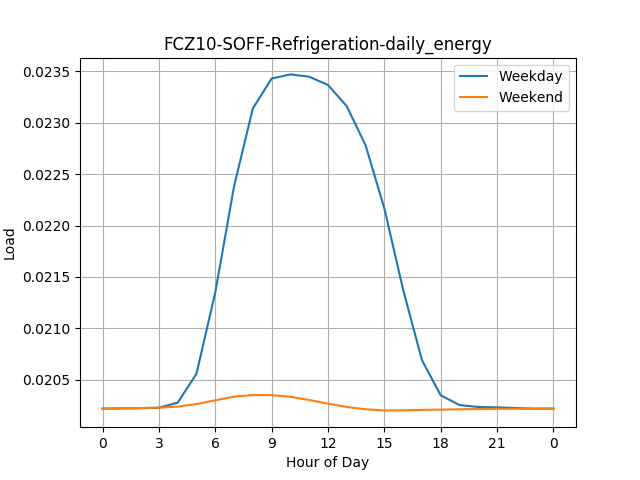 FCZ10-SOFF-Refrigeration-daily_energy
Weekday
Weekend
Load
0.0235
0.0230
0.0225
0.0220
0.0215
0.0210
0.0205
0 3 6 9 12 15 18 21 0
Hour of Day